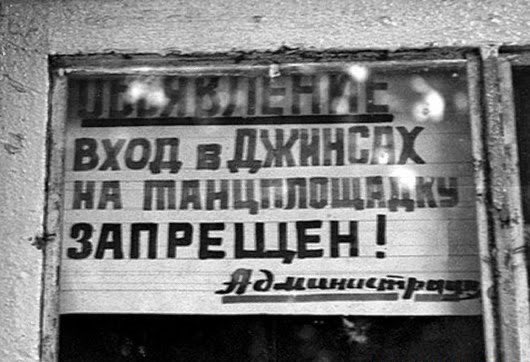 ОБЪЯВЛЕНИЕ
ВХОД в ДЖИНСАХ
НА ТАНЦПЛОЩАДКУ
ЗАПРЕЩЕН!
Администрация